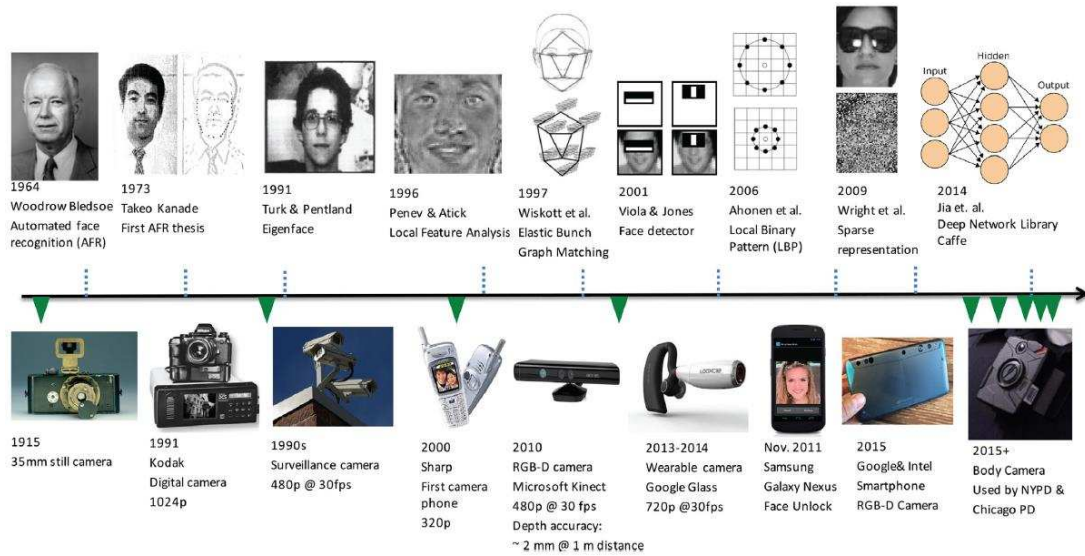 Input
Hidden
Output
1964
Woodrow Bledsoe
Automated face
recognition (AFR)
1973
Takeo Kanade
First AFR thesis
1991
Turk & Pentland
Eigenface
1996
Penev & Atick
Local Feature Analysis
1997
Wiskott et al.
Elastic Bunch
Graph Matching
2001
Viola & Jones
Face detector
2006
Ahonen et al.
Local Binary
Pattern (LBP)
2009
Wright et al.
Sparse
representation
2014
Jia et. al.
Deep Network Library
Caffe
1915
35mm still camera
1991
Kodak
Digital camera
1024p
1990s
Surveillance camera
480p @ 30fps
2000
Sharp
First camera
phone
320p
2010
RGB-D camera
Microsoft Kinect
480p @ 30 fps
Depth accuracy:
~ 2 mm @ 1 m distance
2013-2014
Wearable camera
Google Glass
720p @30fps
Nov. 2011
Samsung
Galaxy Nexus
Face Unlock
2015
Google& Intel
Smartphone
RGB-D Camera
2015+
Body Camera
Used by NYPD &
Chicago PD